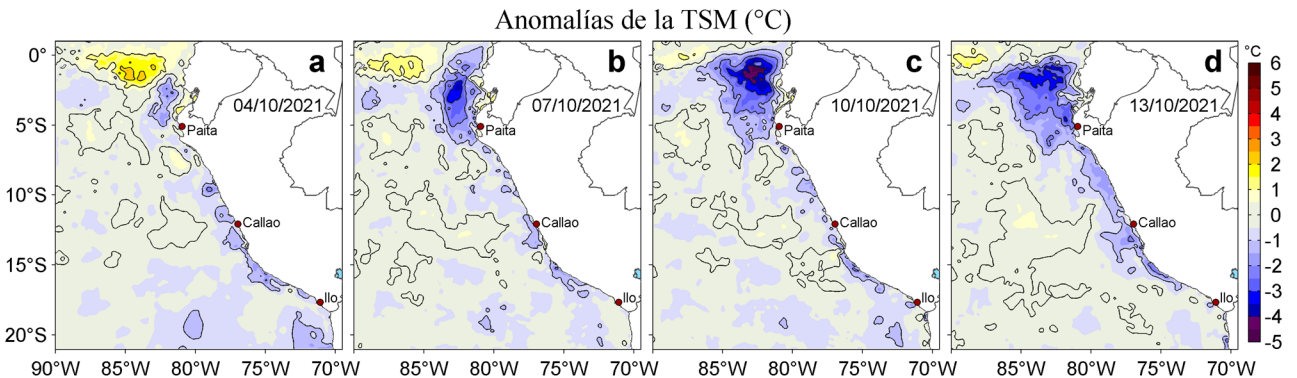 Anomalías de la TSM (°C)
a
04/10/2021
Paita
Callao
Ilo
b
07/10/2021
Paita
Callao
Ilo
c
10/10/2021
Paita
Callao
Ilo
d
13/10/2021
Paita
Callao
Ilo
0°
5°S
10°S
15°S
20°S
90°W 85°W 80°W 75°W 70°W
85°W 80°W 75°W 70°W
85°W 80°W 75°W 70°W
85°W 80°W 75°W 70°W
°C
6
5
4
3
2
1
0
-1
-2
-3
-4
-5